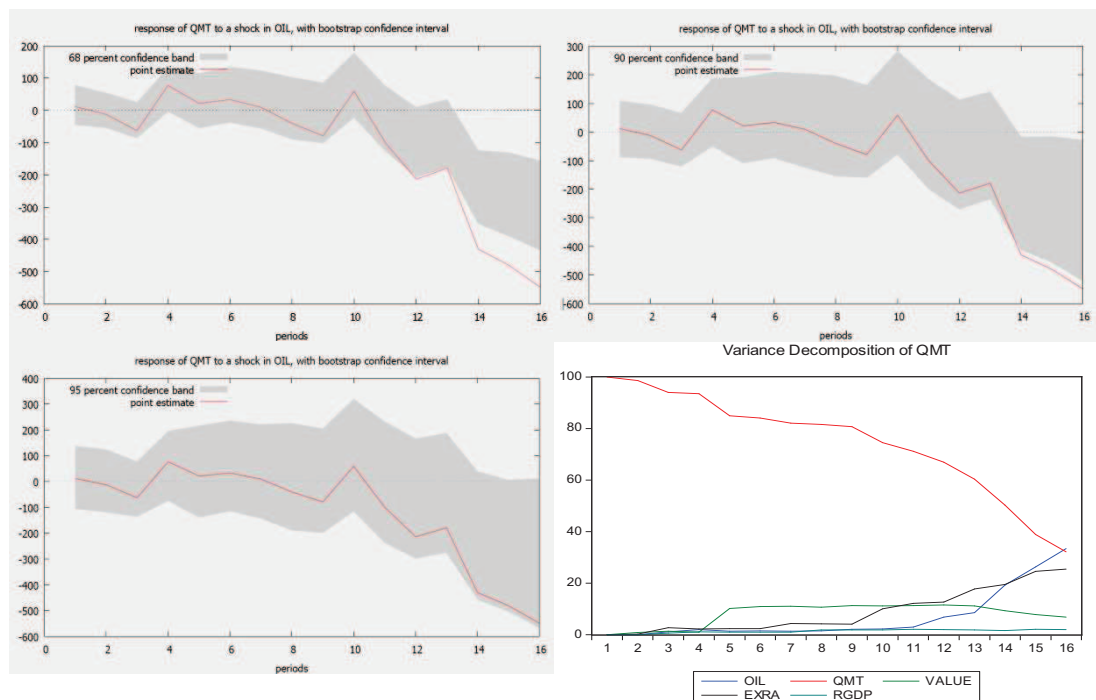 response of QMT to a shock in OIL, with bootstrap confidence interval
68 percent confidence band
point estimate
200
100
0
-100
-200
-300
-400
-500
-600
0 2 4 6 8 10 12 14 16
periods
response of QMT to a shock in OIL, with bootstrap confidence interval
90 percent confidence band
point estimate
300
200
100
0
-100
-200
-300
-400
-500
-600
0 2 4 6 8 10 12 14 16
periods
response of QMT to a shock in OIL, with bootstrap confidence interval
95 percent confidence band
point estimate
400
300
200
100
0
-100
-200
-300
-400
-500
-600
0 2 4 6 8 10 12 14 16
periods
Variance Decomposition of QMT
100
80
60
40
20
0
1 2 3 4 5 6 7 8 9 10 11 12 13 14 15 16
OIL QMT VALUE
EXRA RGDP